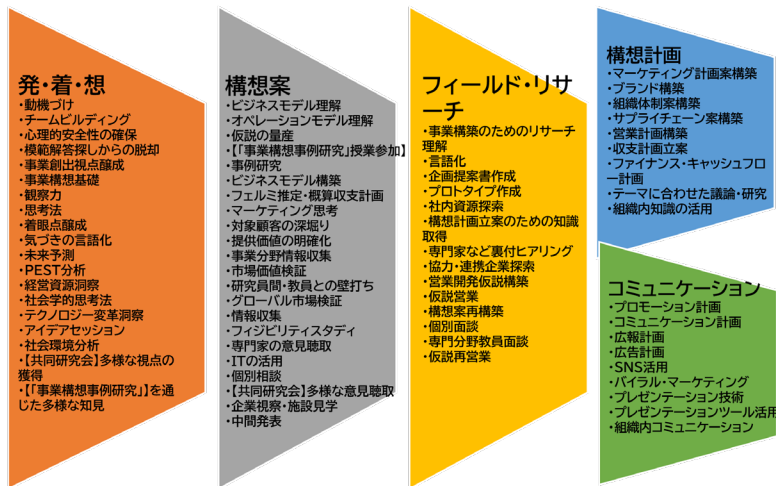 発・着・想
・動機づけ
・チームビルディング
・心理的安全性の確保
・模範解答探しからの脱却
・事業創出視点醸成
・事業構想基礎
・観察力
・思考法
・着眼点醸成
・気づきの言語化
・未来予測
・PEST分析
・経営資源洞察
・社会学的思考法
・テクノロジー変革洞察
・アイデアセッション
・社会環境分析
・【共同研究会】多様な視点の
獲得
・【「事業構想事例研究」】を通
じた多様な知見
構想案
・ビジネスモデル理解
・オペレーションモデル理解
・仮説の量産
・【「事業構想事例研究」授業参加】
・事例研究
・ビジネスモデル構築
・フェルミ推定・概算収支計画
・マーケティング思考
・対象顧客の深堀り
・提供価値の明確化
・事業分野情報収集
・市場価値検証
・研究員間・教員との壁打ち
・グローバル市場検証
・情報収集
・フィジビリティスタディ
・専門家の意見聴取
・ITの活用
・個別相談
・【共同研究会】多様な意見聴取
・企業視察・施設見学
・中間発表
フィールド・リサ
ーチ
・事業構築のためのリサーチ
理解
・言語化
・企画提案書作成
・プロトタイプ作成
・社内資源探索
・構想計画立案のための知識
取得
・専門家など裏付ヒアリング
・協力・連携企業探索
・営業開発仮説構築
・仮説営業
・構想案再構築
・個別面談
・専門分野教員面談
・仮説再営業
構想計画
・マーケティング計画案構築
・ブランド構築
・組織体制案構築
・サプライチェーン案構築
・営業計画構築
・収支計画立案
・ファイナンス・キャッシュフロ
ー計画
・テーマに合わせた議論・研究
・組織内知識の活用
コミュニケーション
・プロモーション計画
・コミュニケーション計画
・広報計画
・広告計画
・SNS活用
・バイラル・マーケティング
・プレゼンテーション技術
・プレゼンテーションツール活用
・組織内コミュニケーション